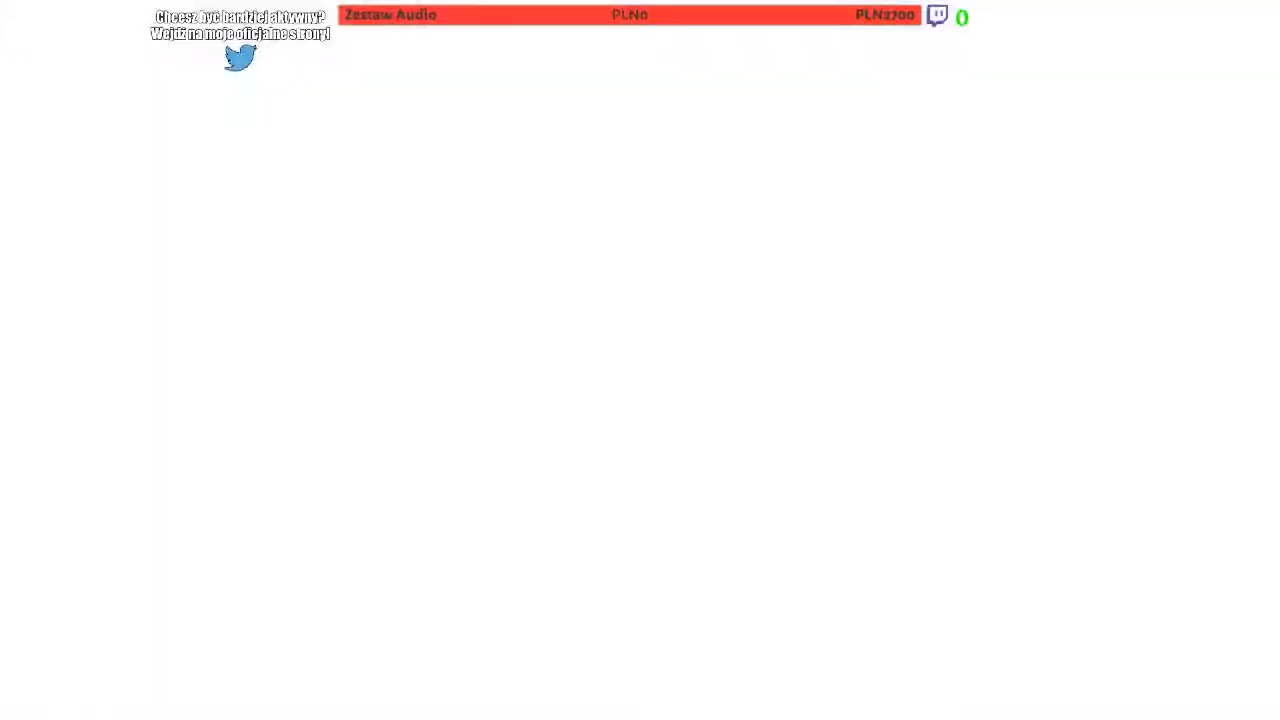 Chcesz być bardziej aktywny?
Wejdź na moje oficjalne s rony!
Zestaw Audio PLN0 PLN2700
0